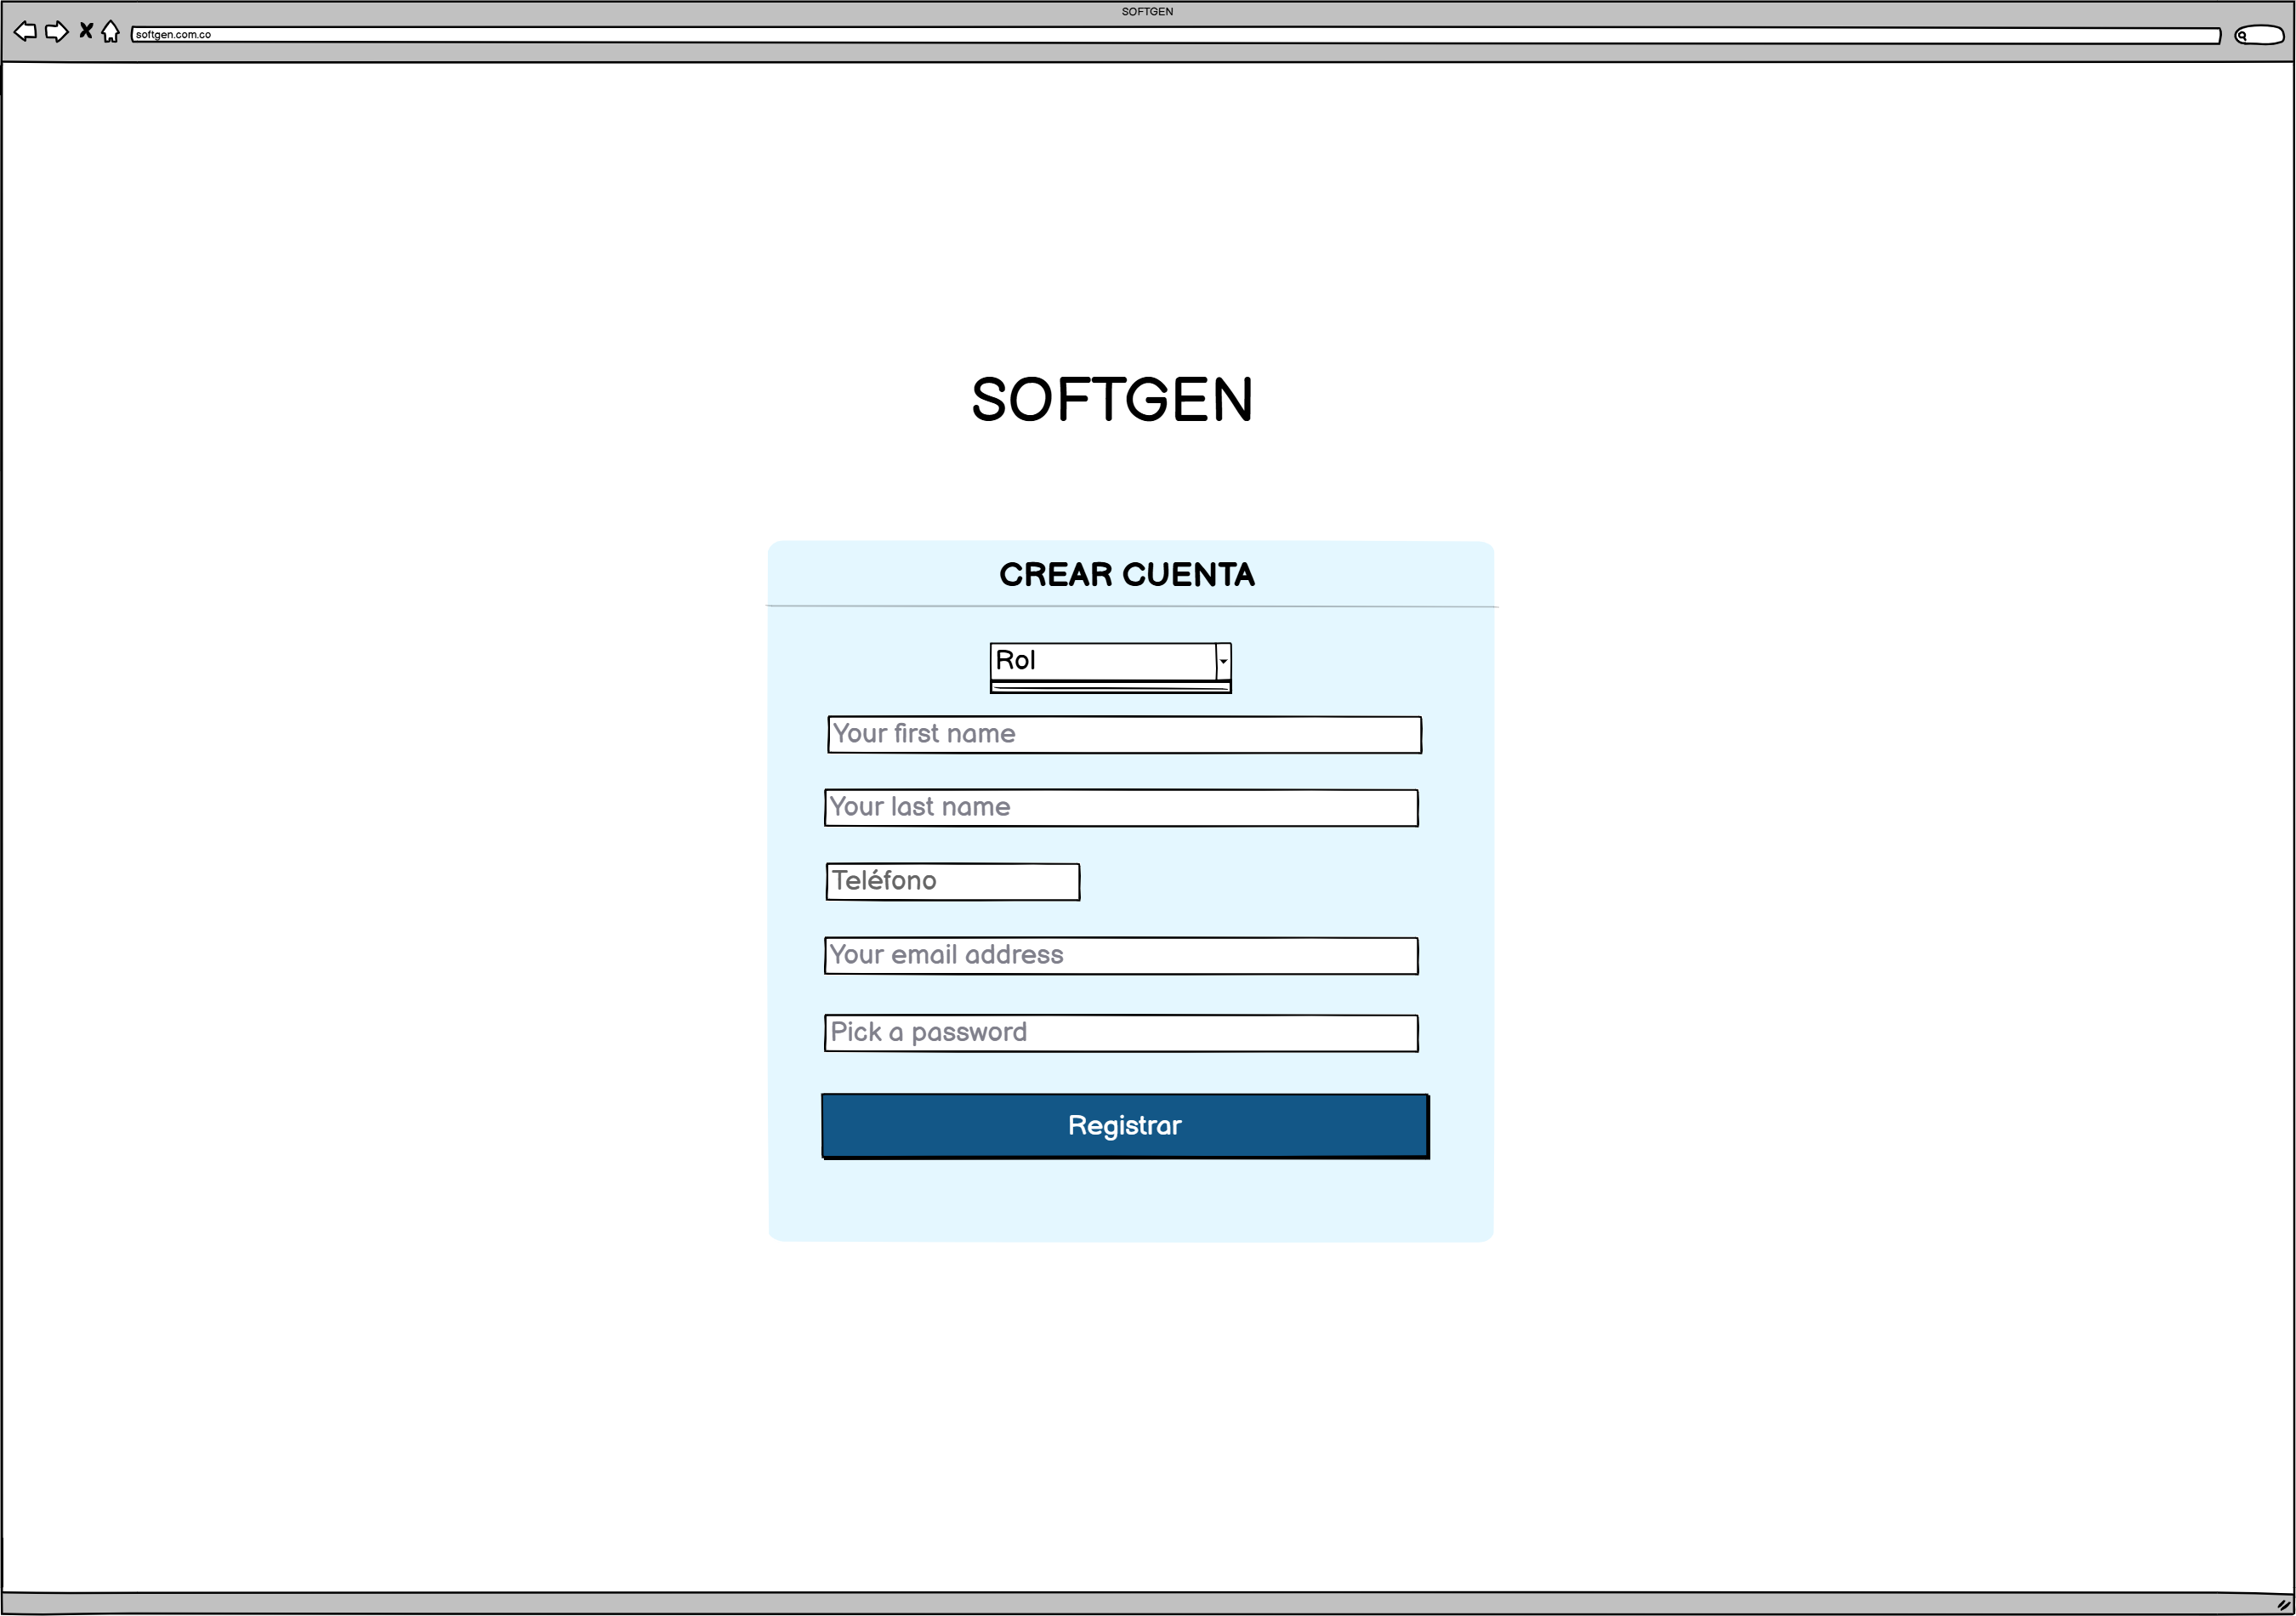 SOFTGEN
softgen.com.co
SOFTGEN
CREAR CUENTA
Rol
Your first name
Your last name
Teléfono
Your email address
Pick a password
Registrar